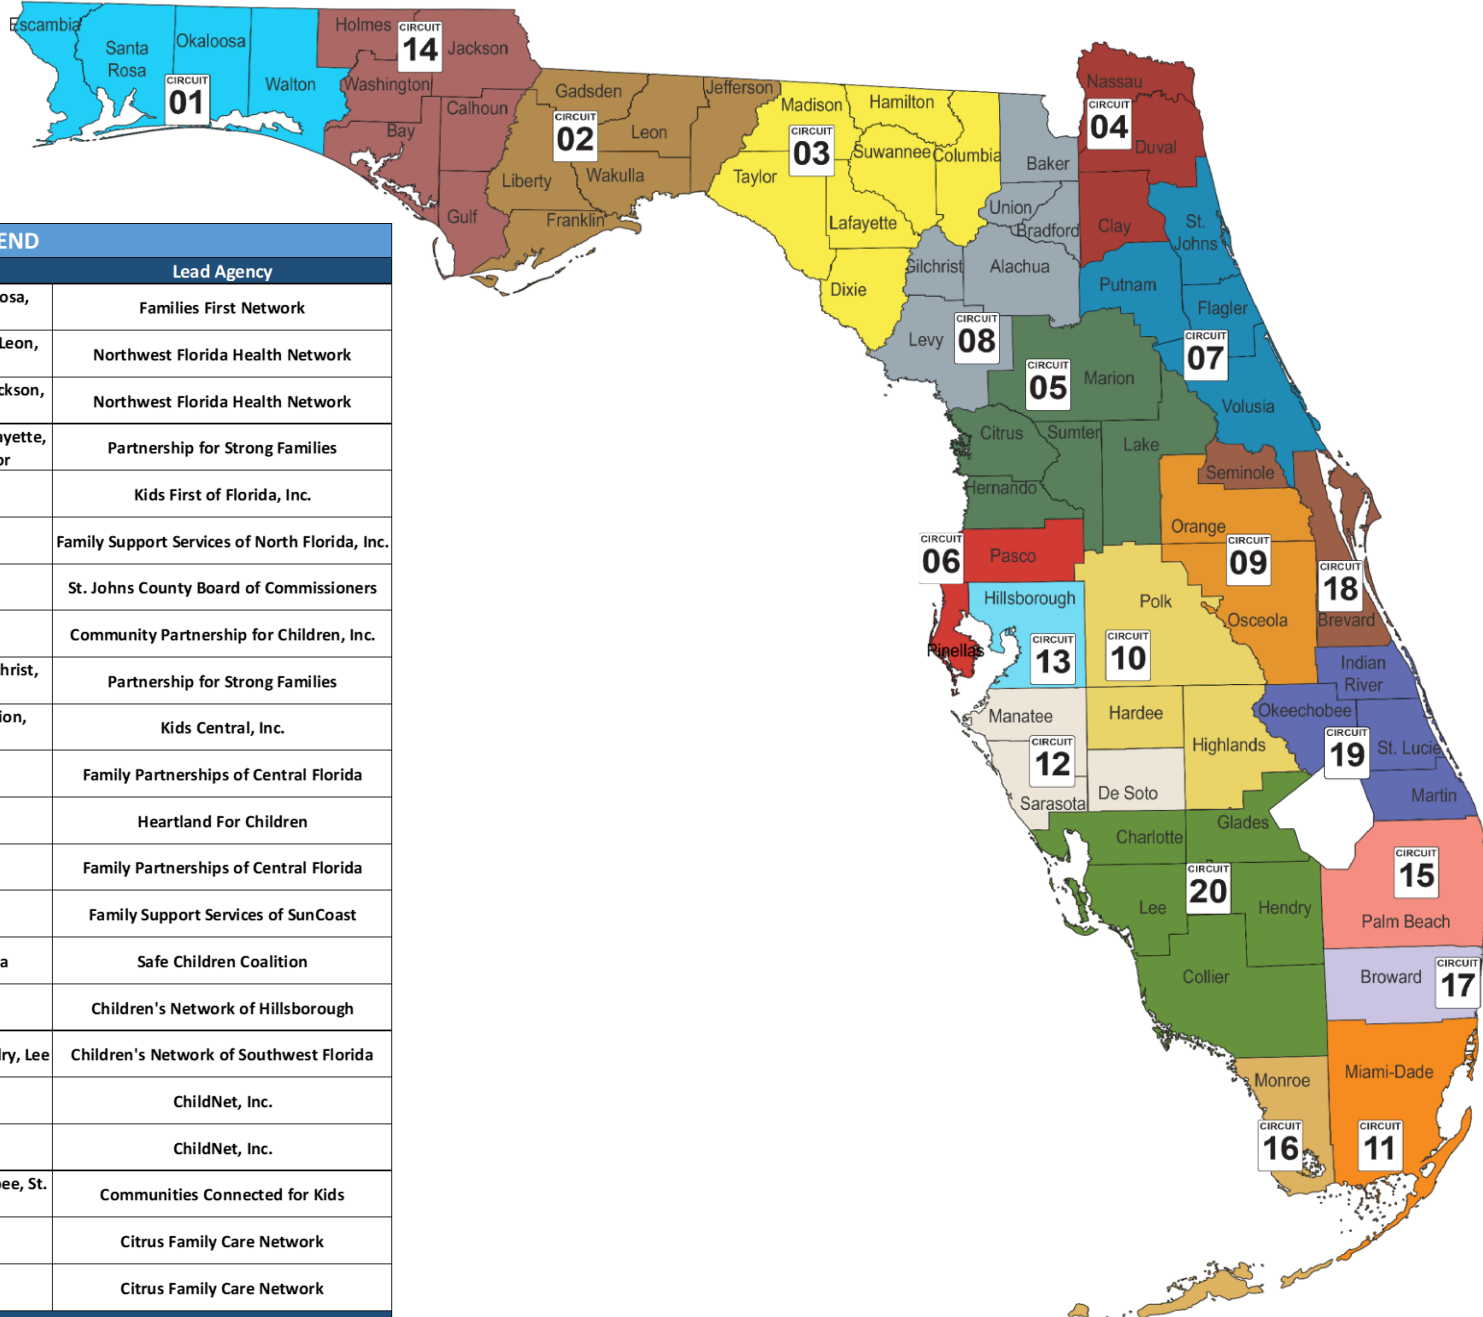 END
Lead Agency
osa,
Families First Network
Leon,
Northwest Florida Health Network
ckson,
Northwest Florida Health Network
ayette,
or
Partnership for Strong Families
Kids First of Florida, Inc.
Family Support Services of North Florida, Inc.
St. Johns County Board of Commissioners
Community Partnership for Children, Inc.
hrist,
Partnership for Strong Families
ion,
Kids Central, Inc.
Family Partnerships of Central Florida
Heartland For Children
Family Partnerships of Central Florida
Family Support Services of SunCoast
a
Safe Children Coalition
Children's Network of Hillsborough
ry, Lee
Children's Network of Southwest Florida
ChildNet, Inc.
ChildNet, Inc.
ee, St.
Communities Connected for Kids
Citrus Family Care Network
Citrus Family Care Network
Escambia
Santa
Rosa
Okaloosa
Walton
CIRCUIT
01
Holmes
CIRCUIT
14
Jackson
Washington
Calhoun
Bay
Gulf
Gadsden
CIRCUIT
02
Leon
Jefferson
Liberty
Wakulla
Franklin
Madison
Hamilton
CIRCUIT
03
Suwannee
Columbia
Taylor
Lafayette
Dixie
Nassau
CIRCUIT
04
Duval
Clay
Baker
Union
Bradford
Gilchrist
Alachua
Levy
CIRCUIT
08
St.
Johns
Putnam
Flagler
CIRCUIT
07
Volusia
CIRCUIT
05
Marion
Citrus
Sumter
Lake
Hernando
Seminole
Orange
CIRCUIT
09
Osceola
CIRCUIT
06
Pasco
Pinellas
Hillsborough
CIRCUIT
13
Polk
CIRCUIT
10
Hardee
Highlands
CIRCUIT
18
Brevard
Indian
River
Okeechobee
CIRCUIT
19
St. Lucie
Martin
Manatee
CIRCUIT
12
Sarasota
De Soto
Charlotte
Glades
CIRCUIT
20
Lee
Hendry
Collier
CIRCUIT
15
Palm Beach
Broward
CIRCUIT
17
Monroe
CIRCUIT
16
Miami-Dade
CIRCUIT
11